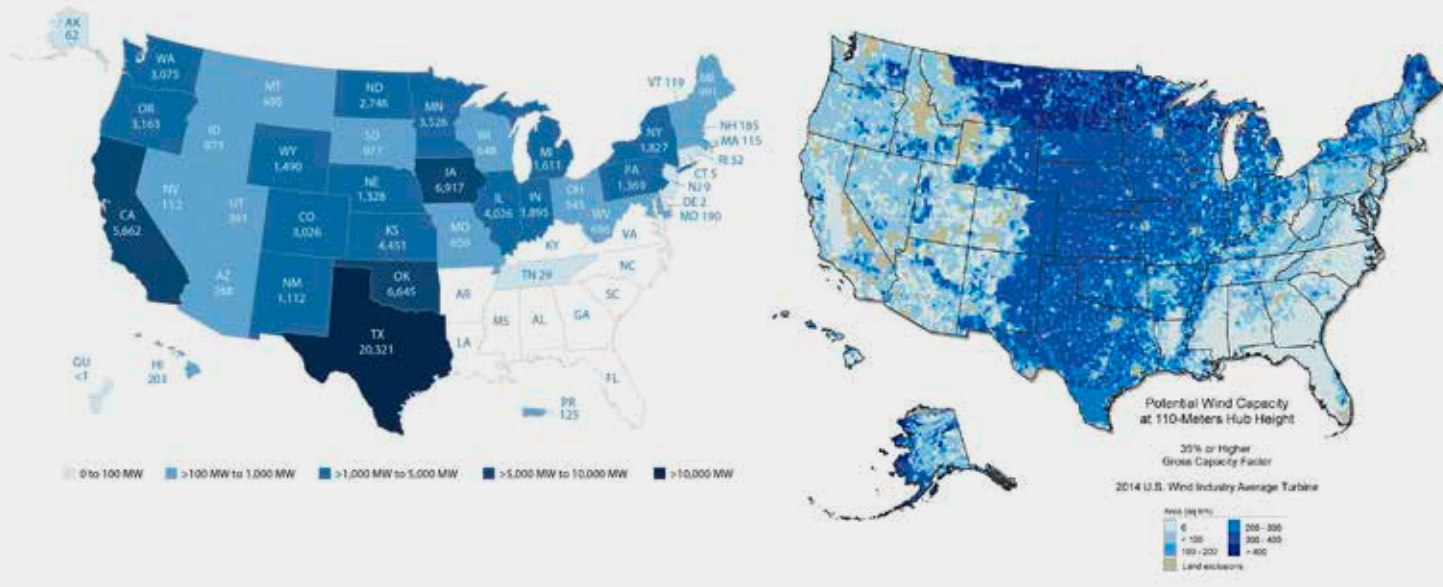 AK
62
WA
3,075
OR
3,163
CA
5,662
NV
152
ID
973
MT
695
WY
1,490
UT
391
AZ
268
CO
3,026
NM
1,112
ND
2,746
SD
977
NE
1,328
KS
4,451
OK
6,645
TX
20,321
MN
3,526
IA
6,917
MO
659
WI
648
IL
4,026
MI
1,611
IN
1,895
OH
545
WV
686
KY
TN 29
AR
LA
MS
AL
GA
FL
SC
NC
VA
PA
1,369
NY
1,827
VT 119
ME
901
NH 185
MA 115
RI 52
CT 5
NJ 9
DE 2
MD 190
GU
<1
HI
203
PR
125
0 to 100 MW
>100 MW to 1,000 MW
>1,000 MW to 5,000 MW
>5,000 MW to 10,000 MW
>10,000 MW
Potential Wind Capacity
at 110-Meters Hub Height
35% or Higher
Gross Capacity Factor
2014 U.S. Wind Industry Average Turbine
Area (sq km)
0
< 100
100 - 200
200 - 300
300 - 400
> 400
Land exclusions